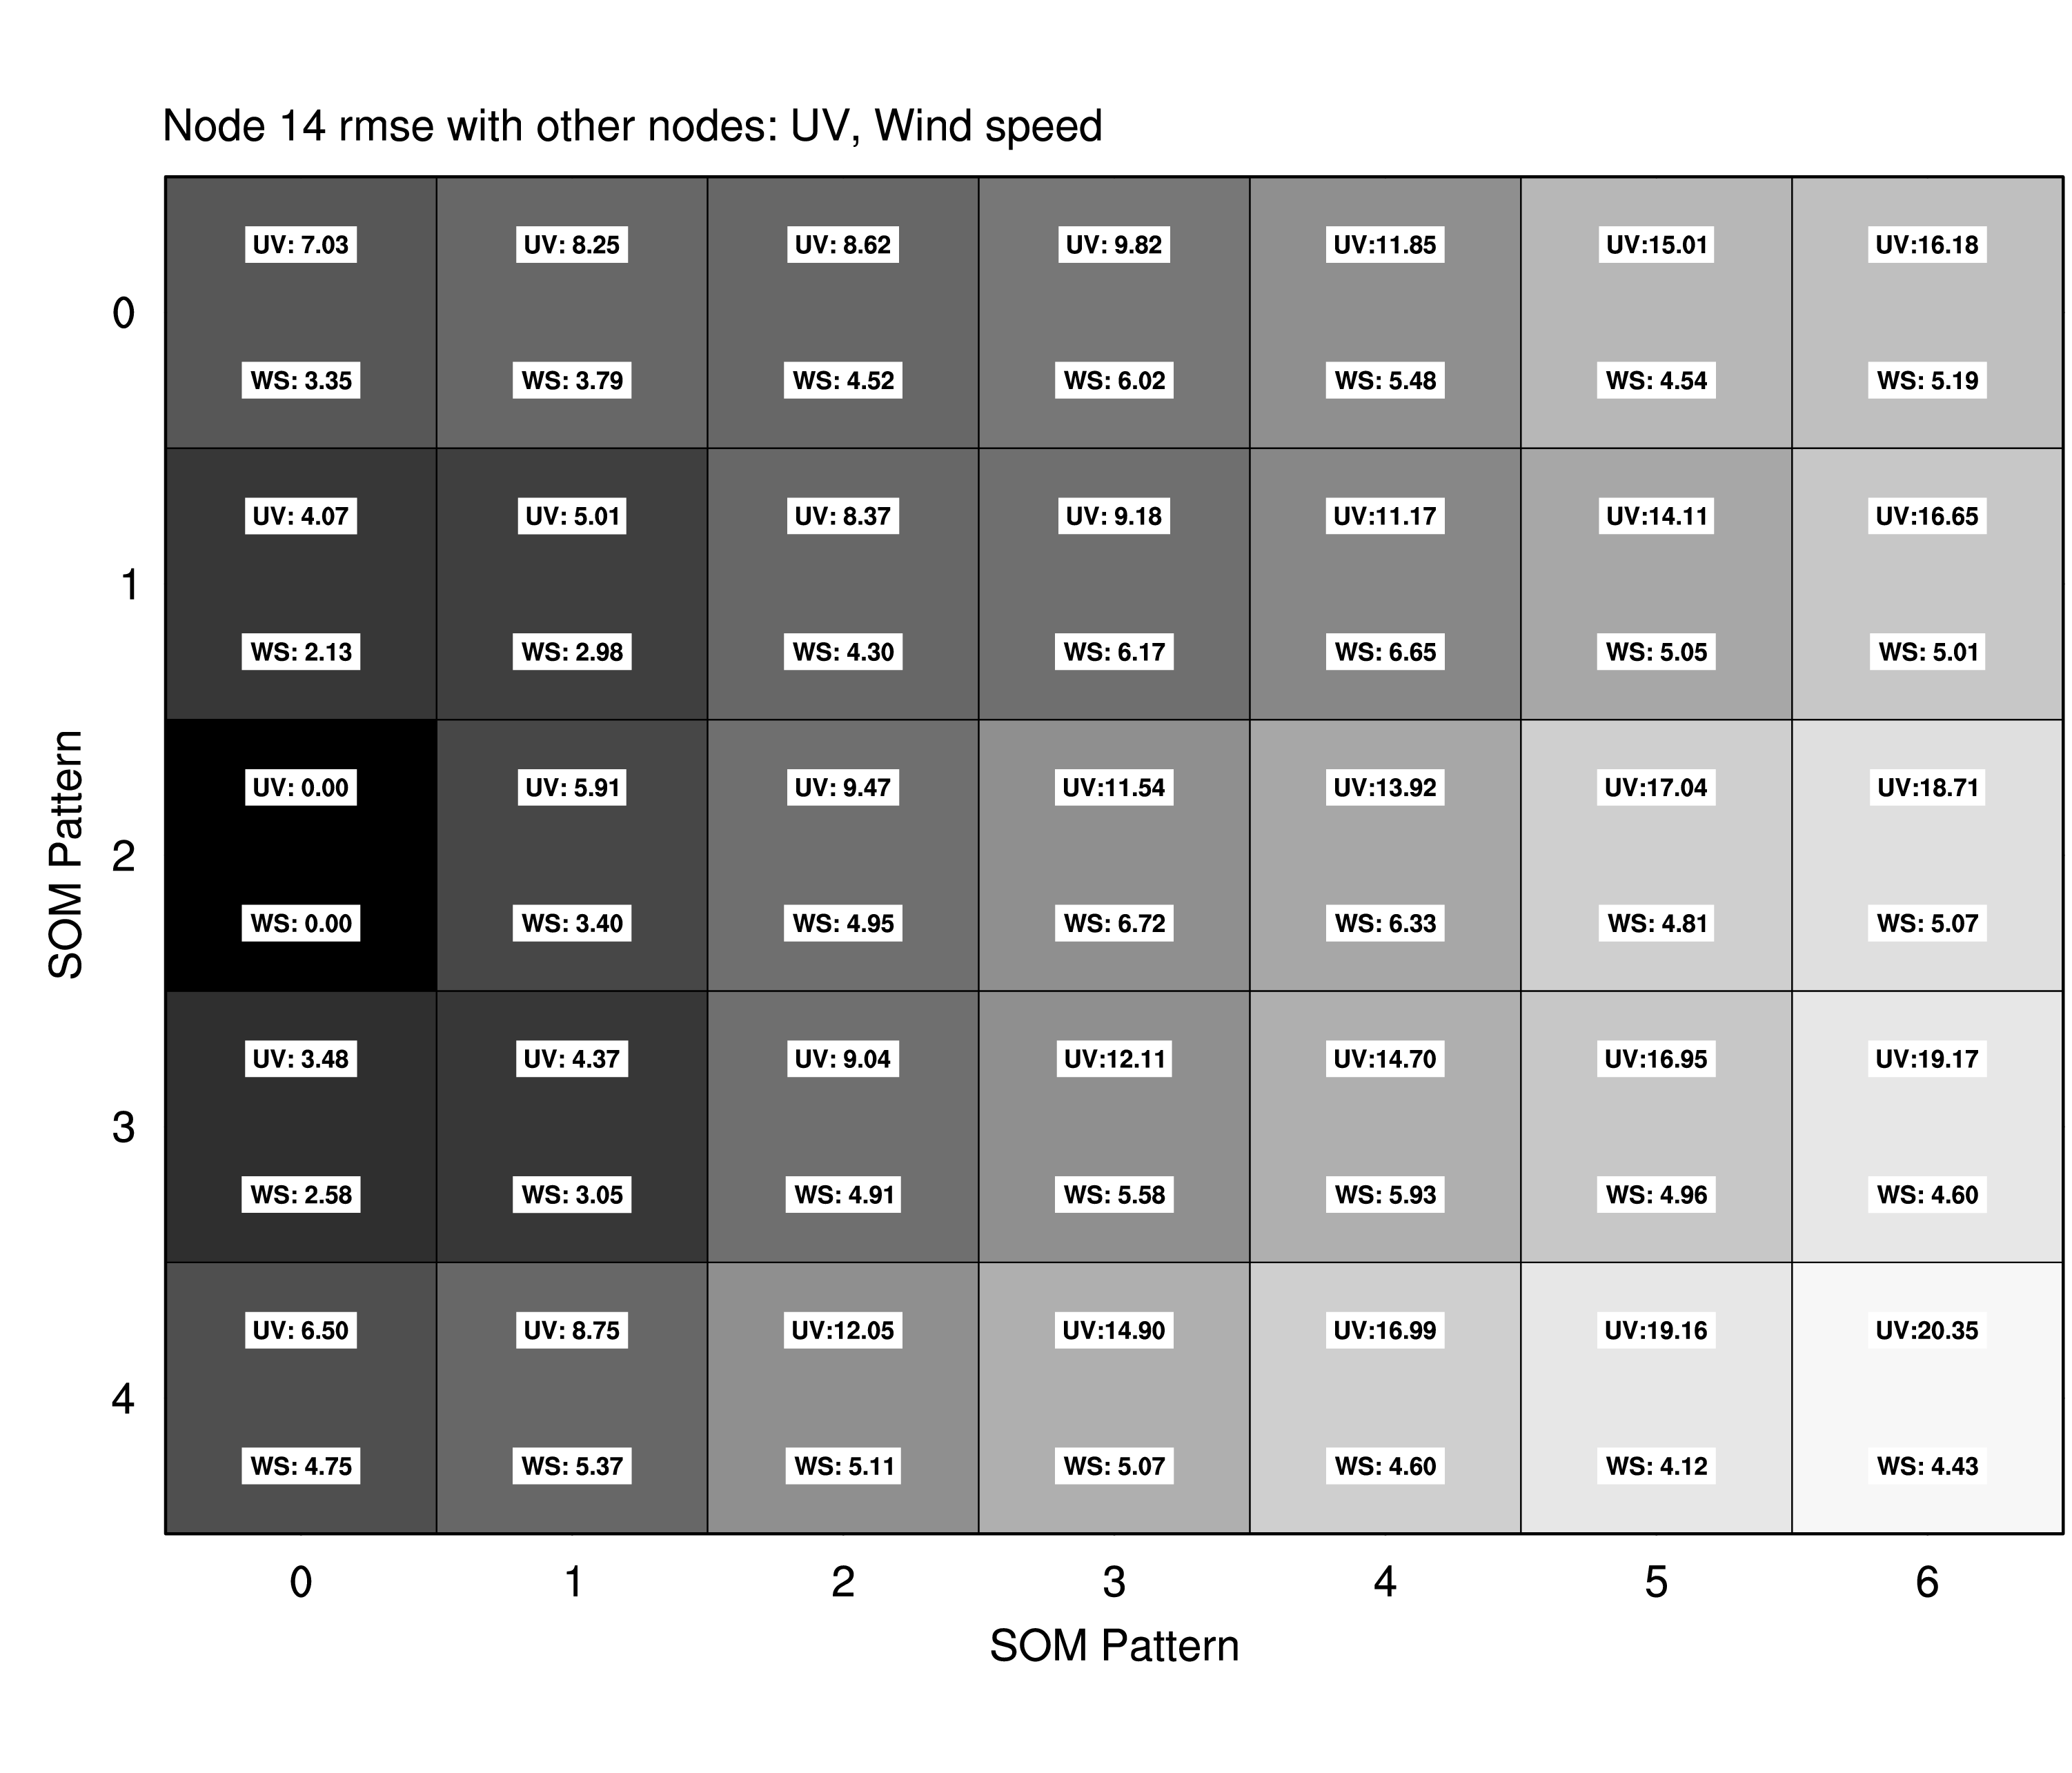 Node 14 rmse with other nodes: UV, Wind speed
UV: 7.03 UV: 8.25 UV: 8.62 UV: 9.82 UV:11.85 UV:15.01 UV:16.18
0
WS: 3.35 WS: 3.79 WS: 4.52 WS: 6.02 WS: 5.48 WS: 4.54 WS: 5.19
UV: 4.07 UV: 5.01 UV: 8.37 UV: 9.18 UV:11.17 UV:14.11 UV:16.65
1
WS: 2.13 WS: 2.98 WS: 4.30 WS: 6.17 WS: 6.65 WS: 5.05 WS: 5.01
SOM Pattern
UV: 0.00 UV: 5.91 UV: 9.47 UV:11.54 UV:13.92 UV:17.04 UV:18.71
2
WS: 0.00 WS: 3.40 WS: 4.95 WS: 6.72 WS: 6.33 WS: 4.81 WS: 5.07
UV: 3.48 UV: 4.37 UV: 9.04 UV:12.11 UV:14.70 UV:16.95 UV:19.17
3
WS: 2.58 WS: 3.05 WS: 4.91 WS: 5.58 WS: 5.93 WS: 4.96 WS: 4.60
UV: 6.50 UV: 8.75 UV:12.05 UV:14.90 UV:16.99 UV:19.16 UV:20.35
4
WS: 4.75 WS: 5.37 WS: 5.11 WS: 5.07 WS: 4.60 WS: 4.12 WS: 4.43
0 1 2 3 4 5 6
SOM Pattern